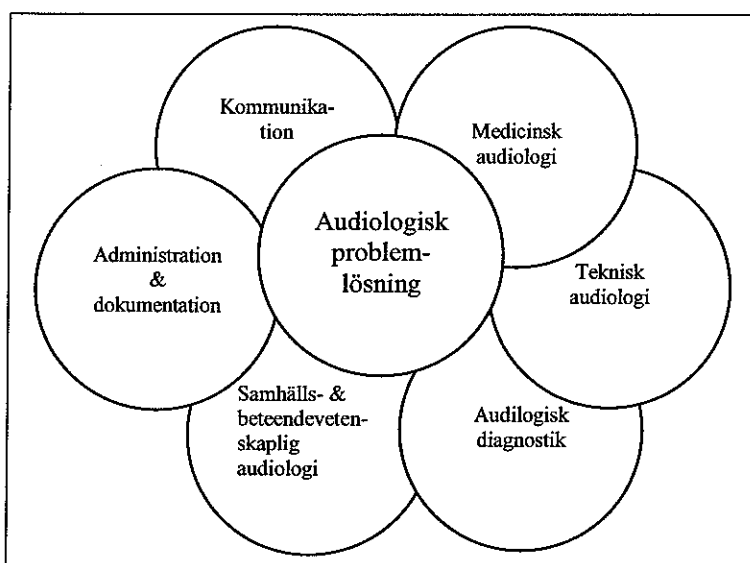 Kommunika-
tion
Medicinsk
audiologi
Audiologisk
problem-
lösning
Administration
&
dokumentation
Teknisk
audiologi
Samhälls- &
beteendeveten-
skaplig
audiologi
Audilogisk
diagnostik